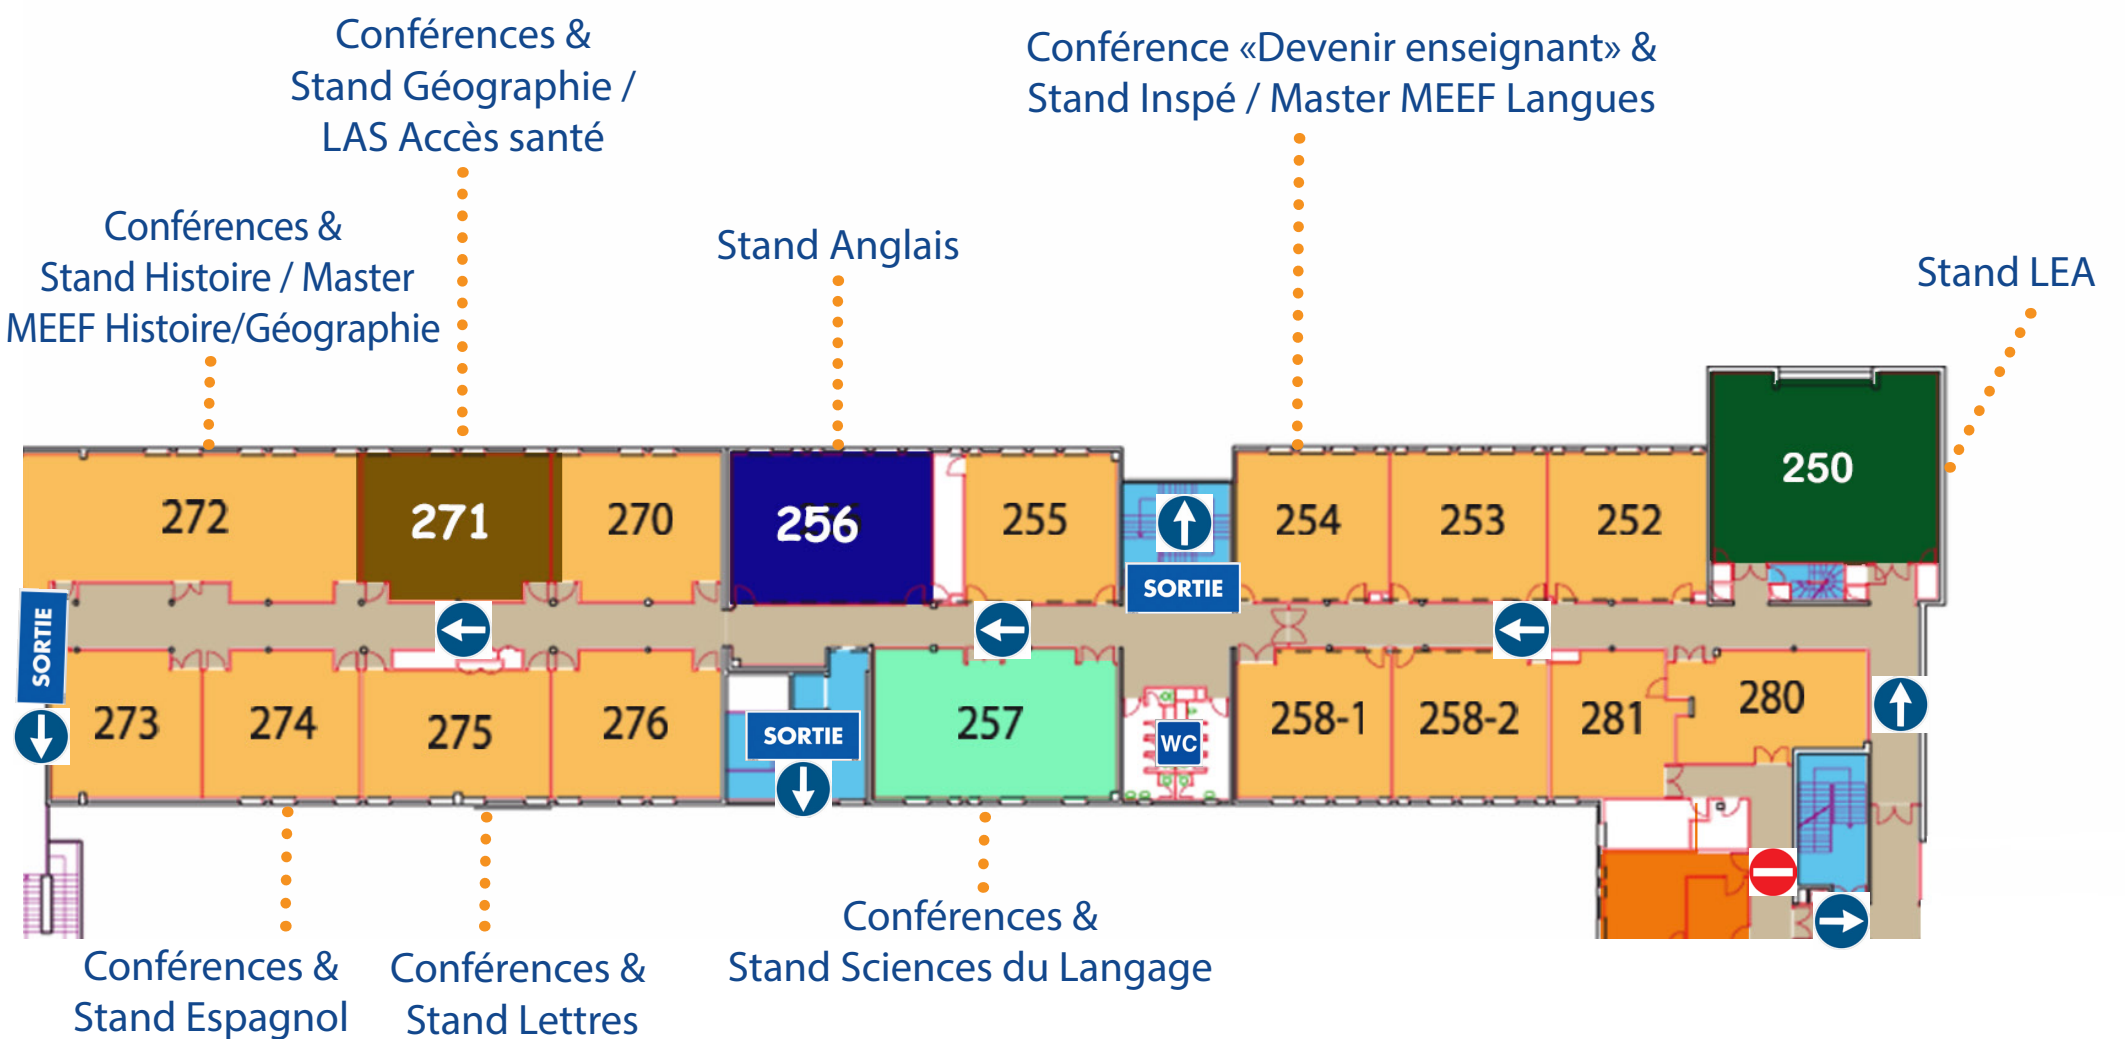 Conférences &
Stand Géographie /
LAS Accès santé
Conférence «Devenir enseignant» &
Stand Inspé / Master MEEF Langues
Conférences &
Stand Histoire / Master
MEEF Histoire/Géographie
Stand Anglais
Stand LEA
272
271
270
256
255
254
253
252
250
SORTIE
SORTIE
273
274
275
276
SORTIE
257
WC
258-1
258-2
281
280
Conférences &
Stand Espagnol
Conférences &
Stand Lettres
Conférences &
Stand Sciences du Langage